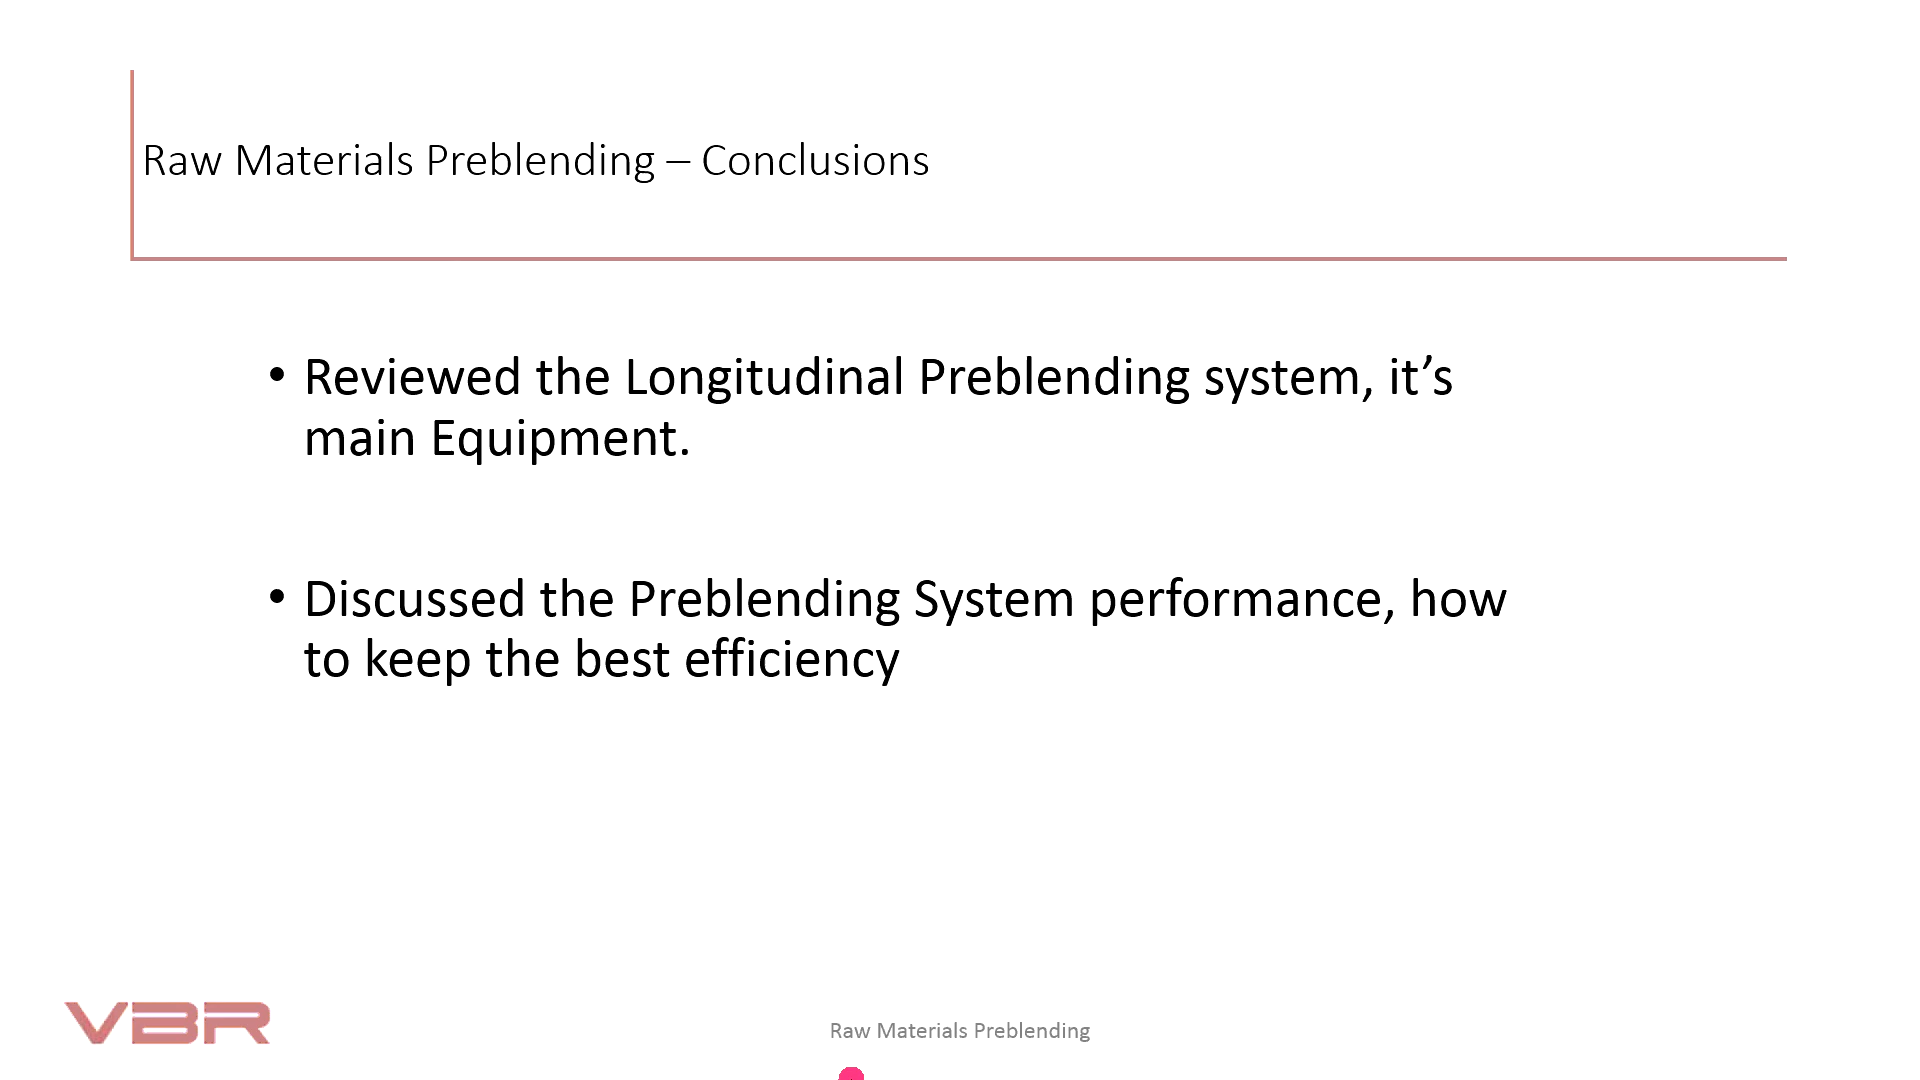 Raw Materials Preblending – Conclusions
• Reviewed the Longitudinal Preblending system, it’s
main Equipment.
• Discussed the Preblending System performance, how
to keep the best efficiency
VBR
Raw Materials Preblending